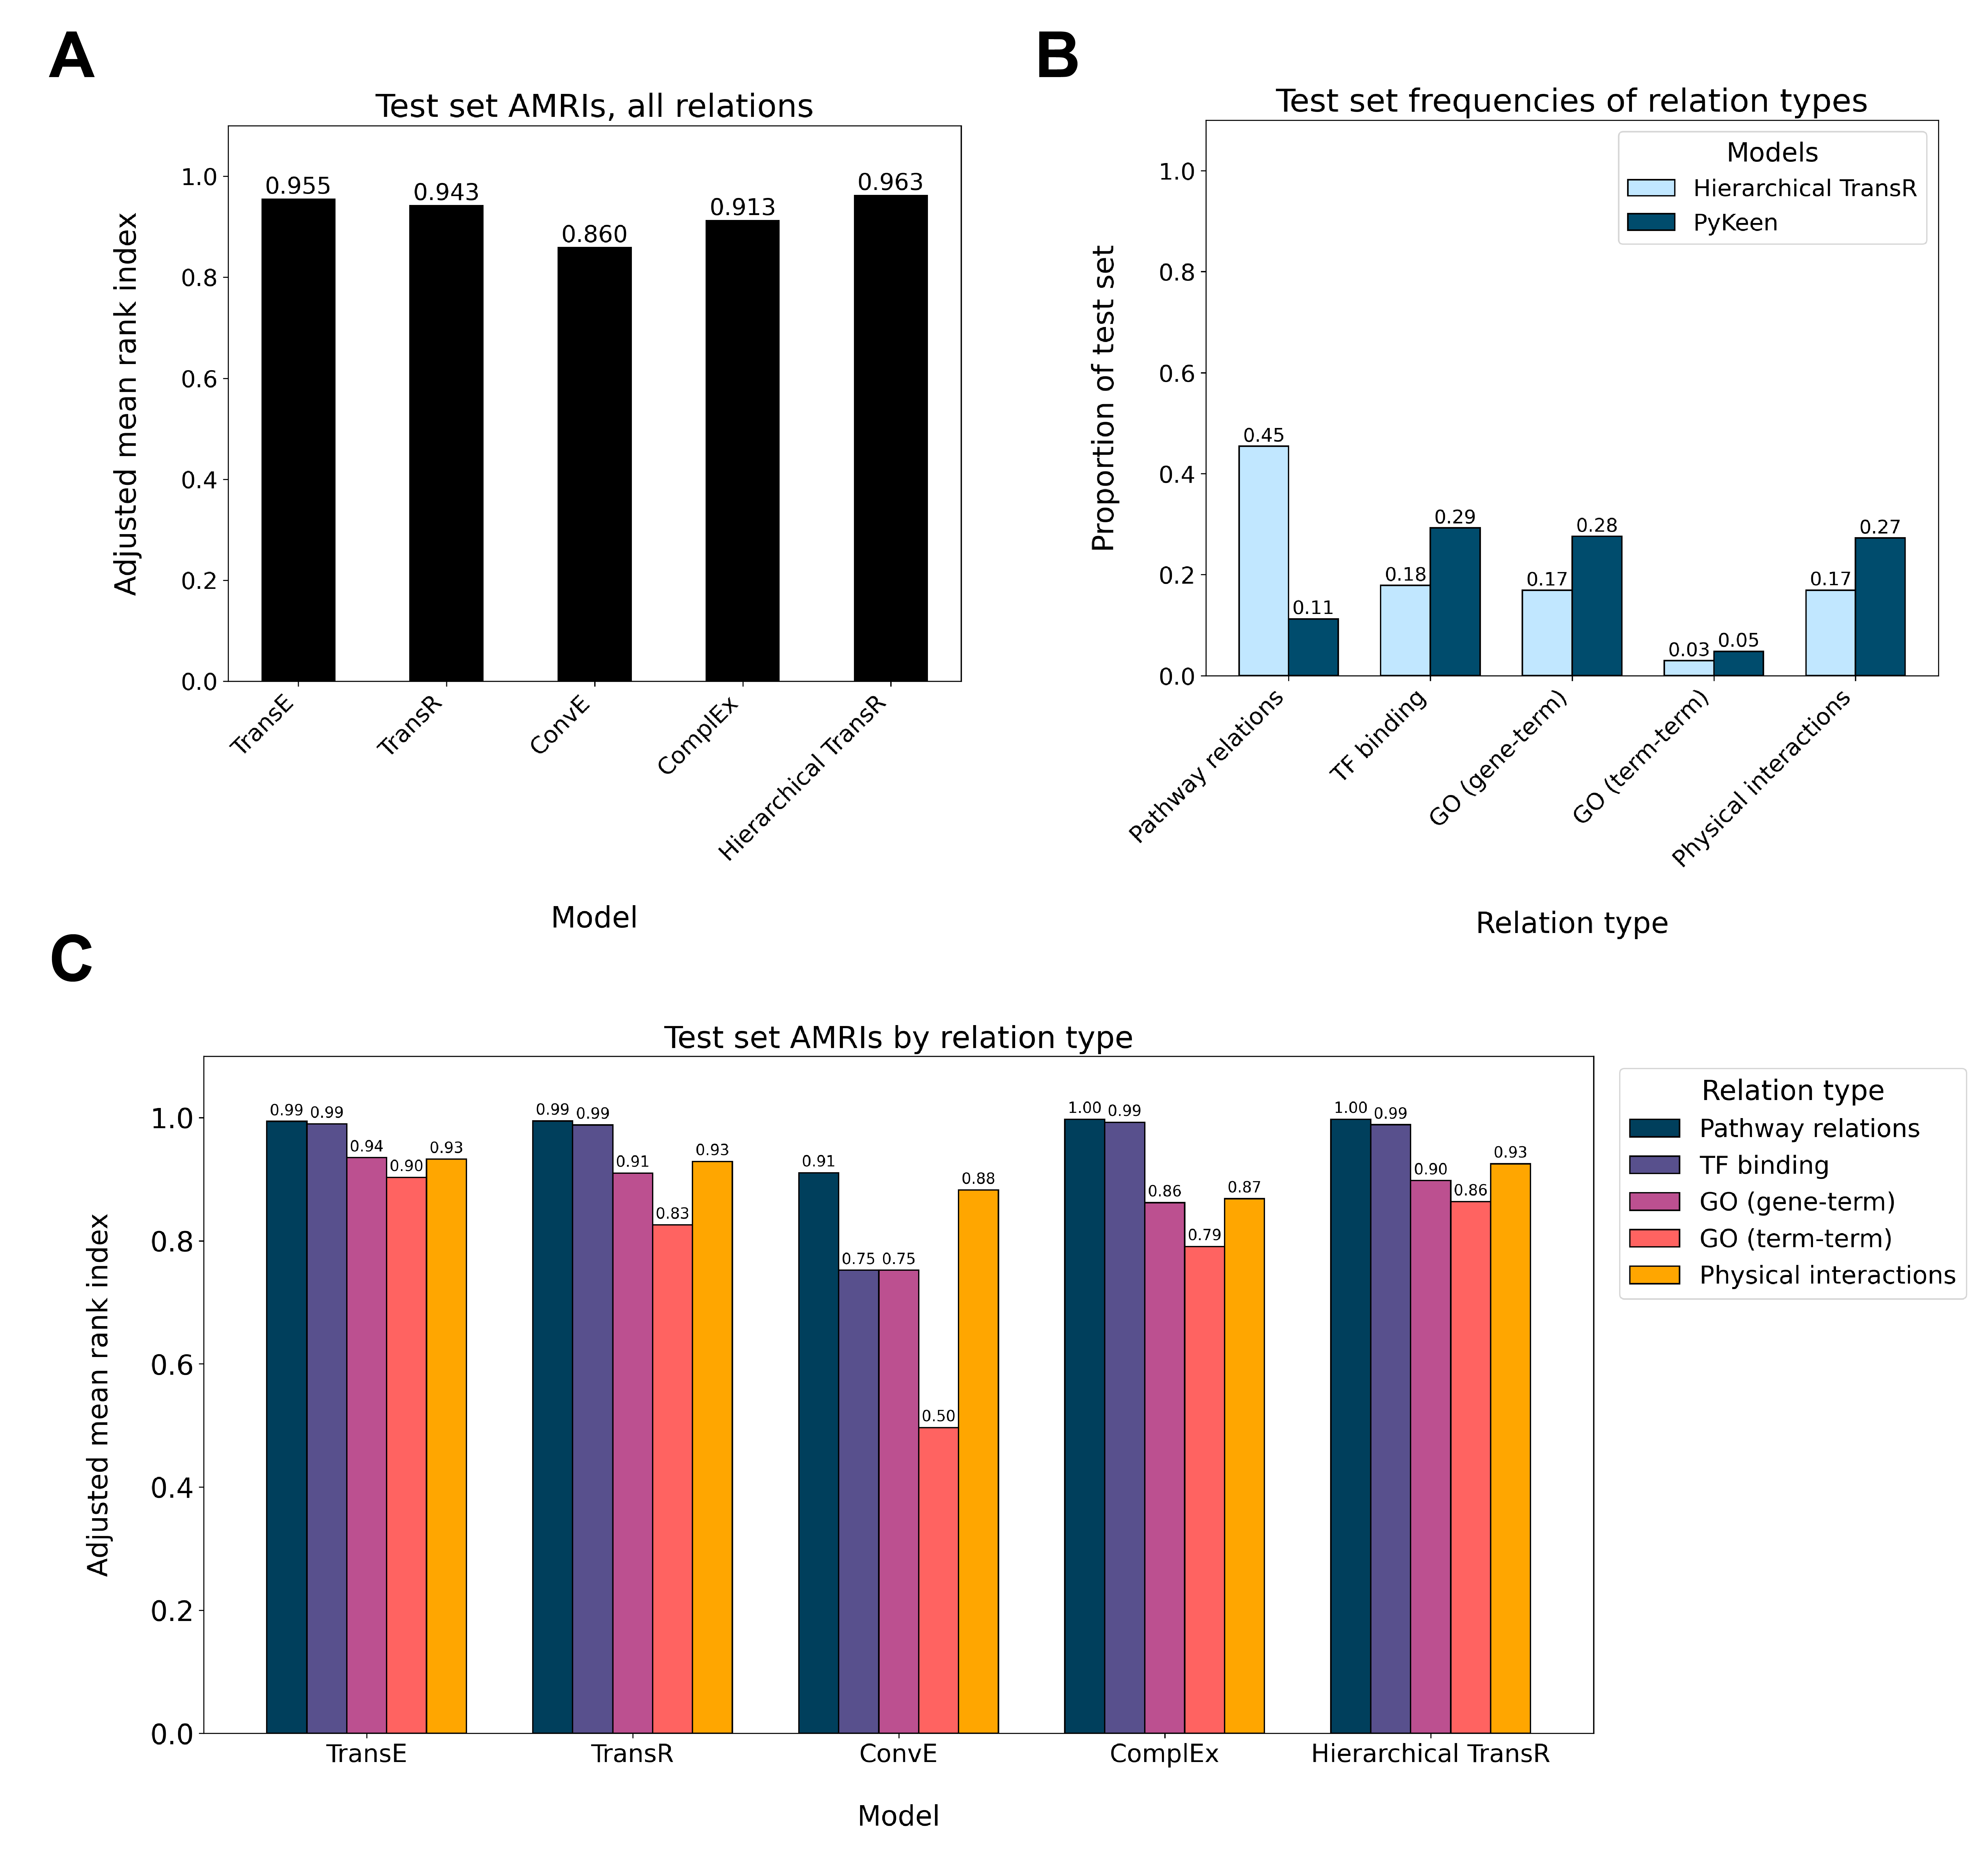 A
Test set AMRIs, all relations
Adjusted mean rank index
1.0
0.8
0.6
0.4
0.2
0.0
0.955
0.943
0.860
0.913
0.963
TransE
TransR
ConvE
ComplEx
Hierarchical TransR
Model
B
Test set frequencies of relation types
Proportion of test set
1.0
0.8
0.6
0.4
0.2
0.0
Models
Hierarchical TransR
PyKeen
0.45
0.11
0.18
0.29
0.17
0.28
0.03
0.05
0.17
0.27
Pathway relations
TF binding
GO (gene-term)
GO (term-term)
Physical interactions
Relation type
C
Test set AMRIs by relation type
Adjusted mean rank index
1.0
0.8
0.6
0.4
0.2
0.0
0.99 0.99 0.94 0.90 0.93
0.99 0.99 0.91 0.83 0.93
0.91 0.75 0.75 0.50 0.88
1.00 0.99 0.86 0.79 0.87
1.00 0.99 0.90 0.86 0.93
TransE
TransR
ConvE
ComplEx
Hierarchical TransR
Model
Relation type
Pathway relations
TF binding
GO (gene-term)
GO (term-term)
Physical interactions